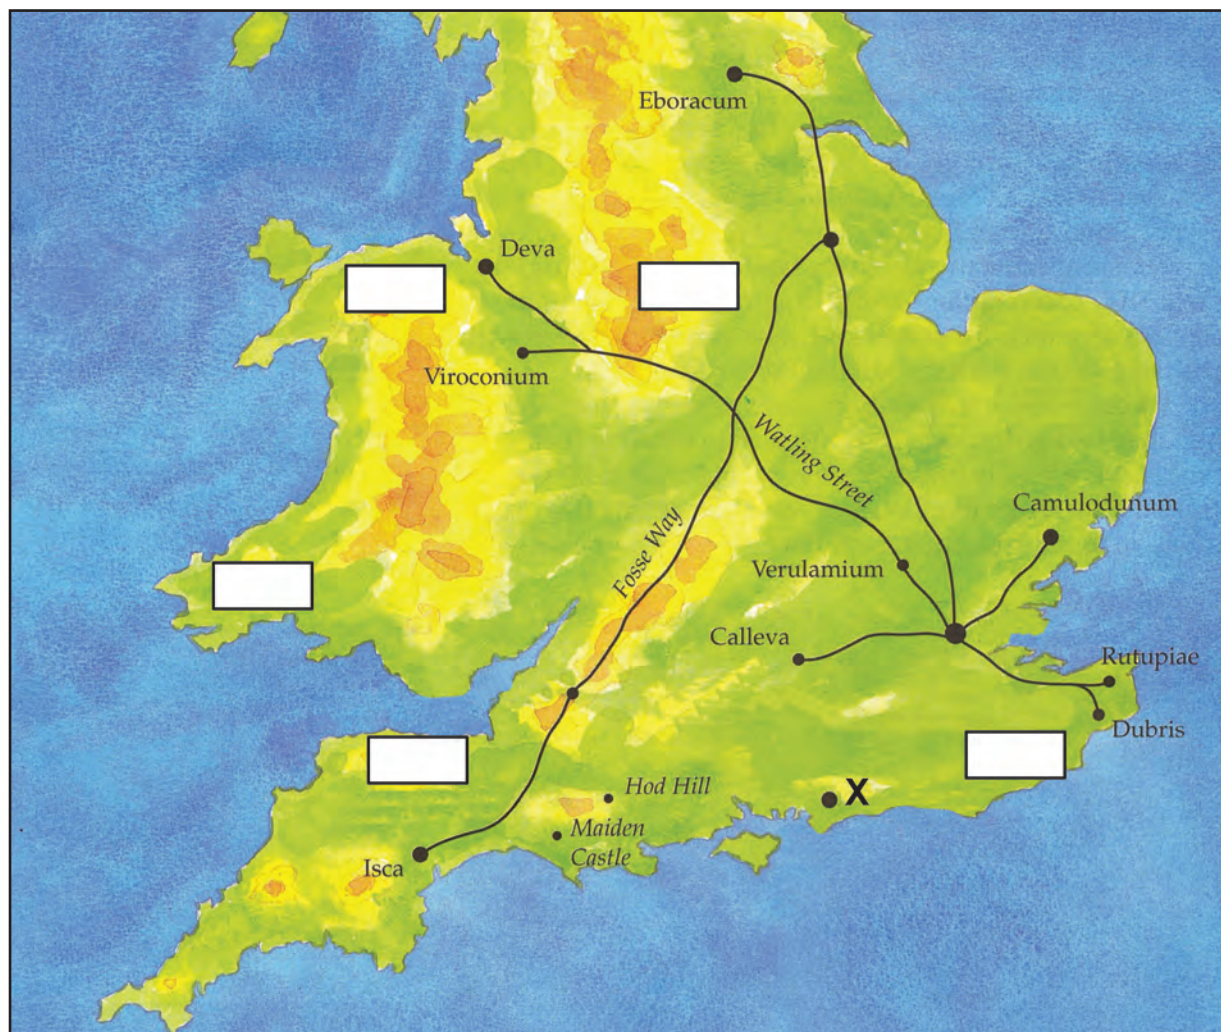 Eboracum
Deva
Viroconium
Watling Street
Camulodunum
Fosse Way
Verulamium
Calleva
Rutupiae
Dubris
Hod Hill
X
Maiden
Castle
Isca